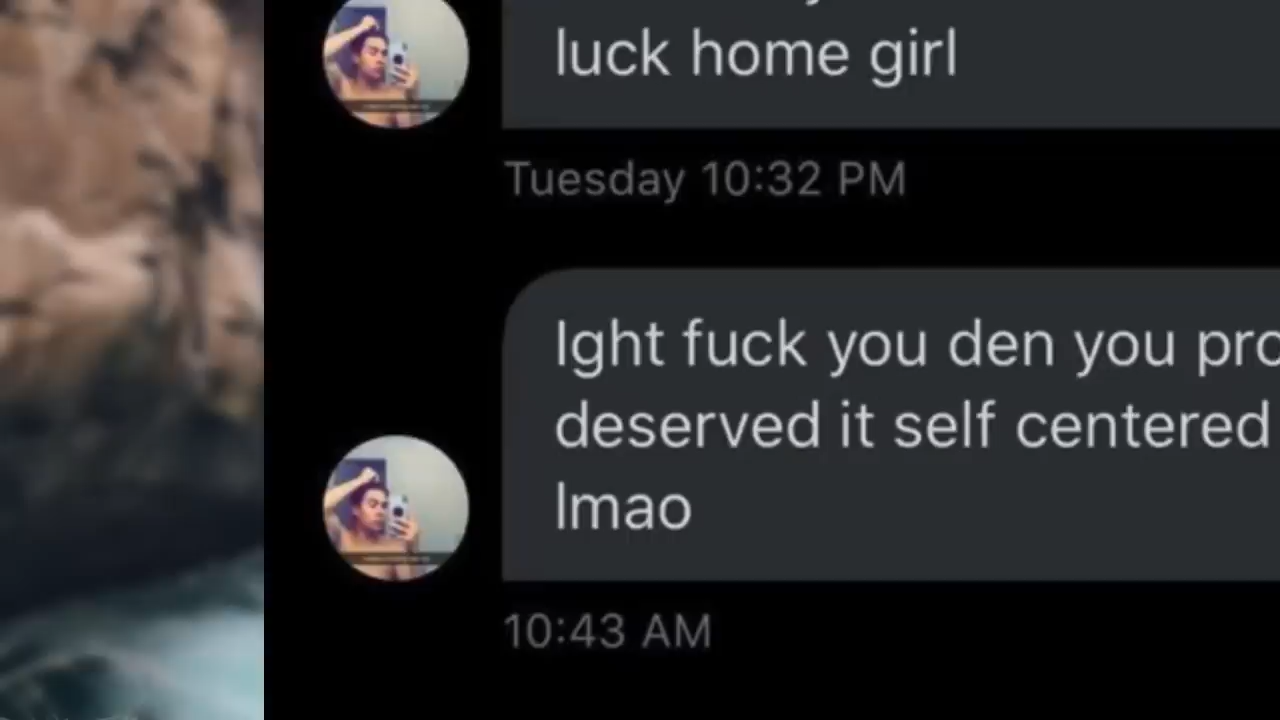 luck home girl
Tuesday 10:32 PM
Ight fuck you den you
deserved it self centered
lmao
10:43 AM